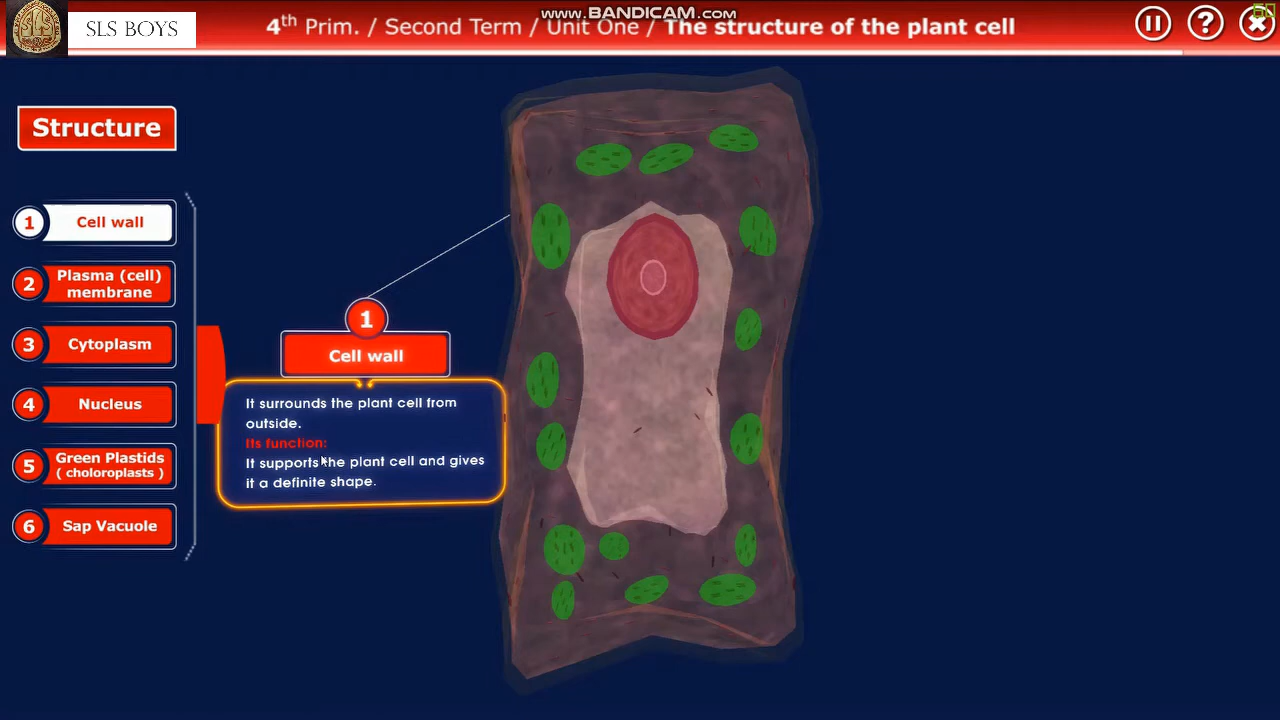 www.BANDICAM.com
SLS BOYS
4th Prim. / Second Term / Unit One / The structure of the plant cell
60
Structure
1 Cell wall
2 Plasma (cell)
membrane
3 Cytoplasm
4 Nucleus
5 Green Plastids
( choloroplasts )
6 Sap Vacuole
1
Cell wall
It surrounds the plant cell from
outside.
Its function:
It supports the plant cell and gives
it a definite shape.